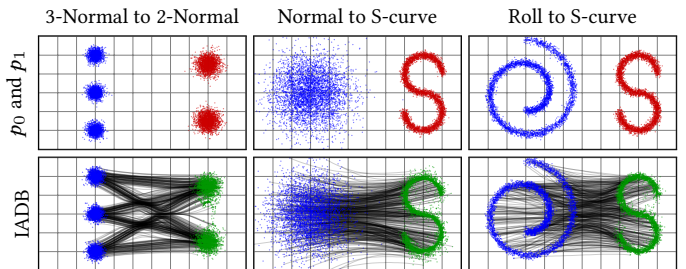 3-Normal to 2-Normal
Normal to S-curve
Roll to S-curve
p₀ and p₁
IADB